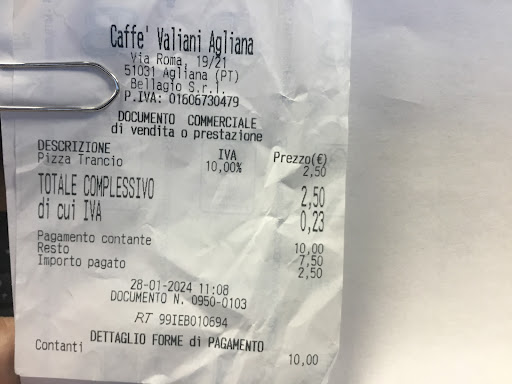 Caffe' Valiani Agliana
Via Roma, 19/21
51031 Agliana (PT)
Bellagio S.r.l.
P.IVA: 01606730479
DOCUMENTO COMMERCIALE
di vendita o prestazione
DESCRIZIONE IVA Prezzo(€)
Pizza Trancio 10,00% 2,50
TOTALE COMPLESSIVO 2,50
di cui IVA 0,23
Pagamento contante 10,00
Resto 7,50
Importo pagato 2,50
28-01-2024 11:08
DOCUMENTO N. 0950-0103
RT 99IEB010694
DETTAGLIO FORME di PAGAMENTO
Contanti 10,00